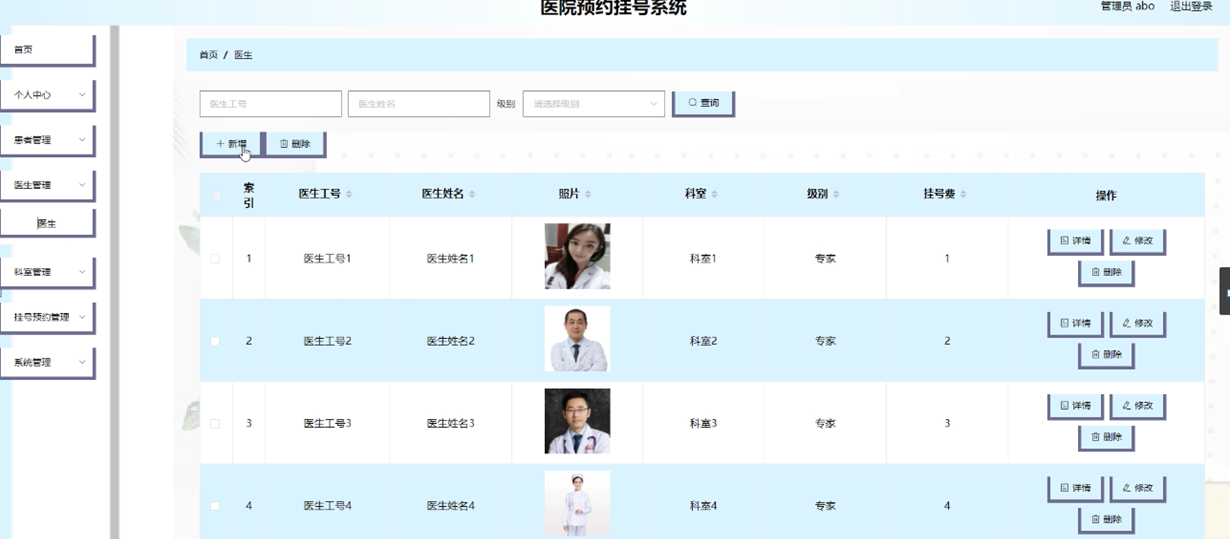 医院预约挂号系统
管理员 abo 退出登录
首页
个人中心
患者管理
医生管理
医生
科室管理
挂号预约管理
系统管理
首页 / 医生
医生工号 医生姓名 级别 请选择级别 查询
新增 删除
索引 医生工号 医生姓名 照片 科室 级别 挂号费 操作
1 医生工号1 医生姓名1 科室1 专家 1 详情 修改 删除
2 医生工号2 医生姓名2 科室2 专家 2 详情 修改 删除
3 医生工号3 医生姓名3 科室3 专家 3 详情 修改 删除
4 医生工号4 医生姓名4 科室4 专家 4 详情 修改 删除